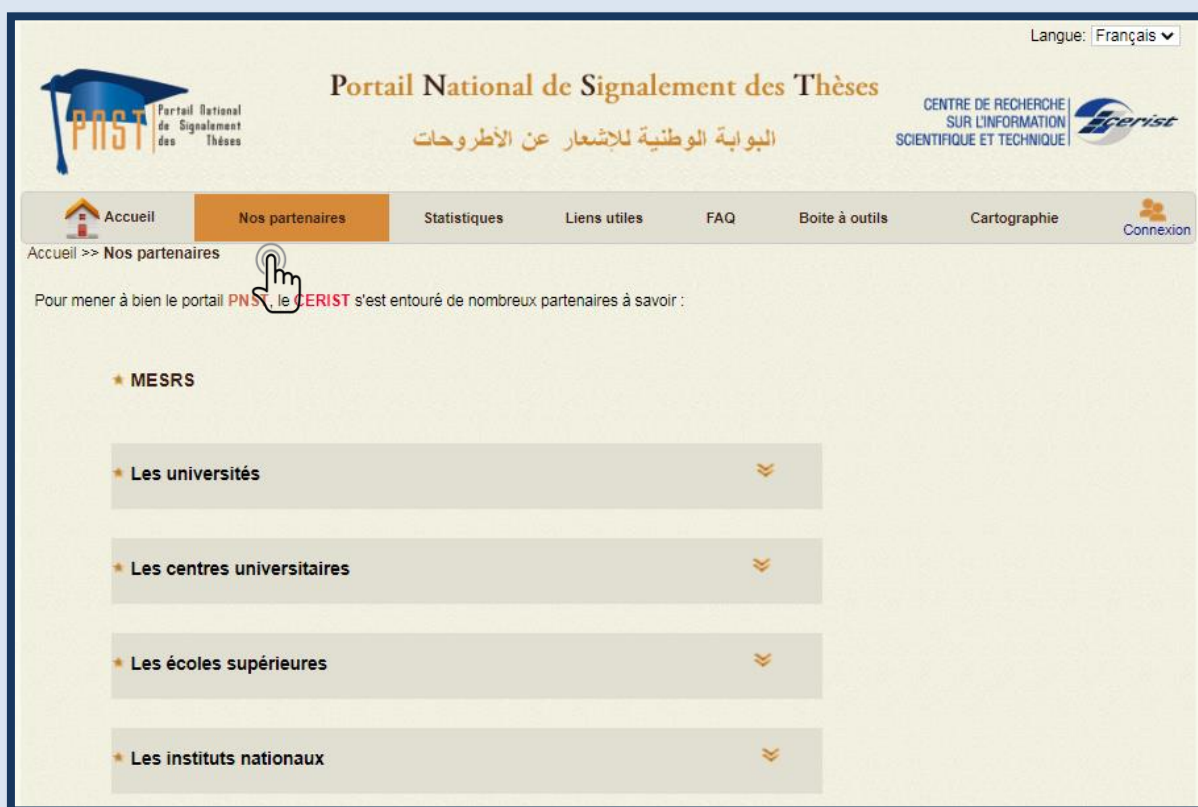 Langue: Français
Portail National de Signalement des Thèses
البوابة الوطنية للإشعار عن الأطروحات
PNST
Portail National
de Signalement
des Thèses
CENTRE DE RECHERCHE
SUR L'INFORMATION
SCIENTIFIQUE ET TECHNIQUE
cerist
Accueil Nos partenaires Statistiques Liens utiles FAQ Boite à outils Cartographie Connexion
Accueil >> Nos partenaires
Pour mener à bien le portail PNST, le CERIST s'est entouré de nombreux partenaires à savoir :
MESRS
Les universités
Les centres universitaires
Les écoles supérieures
Les instituts nationaux